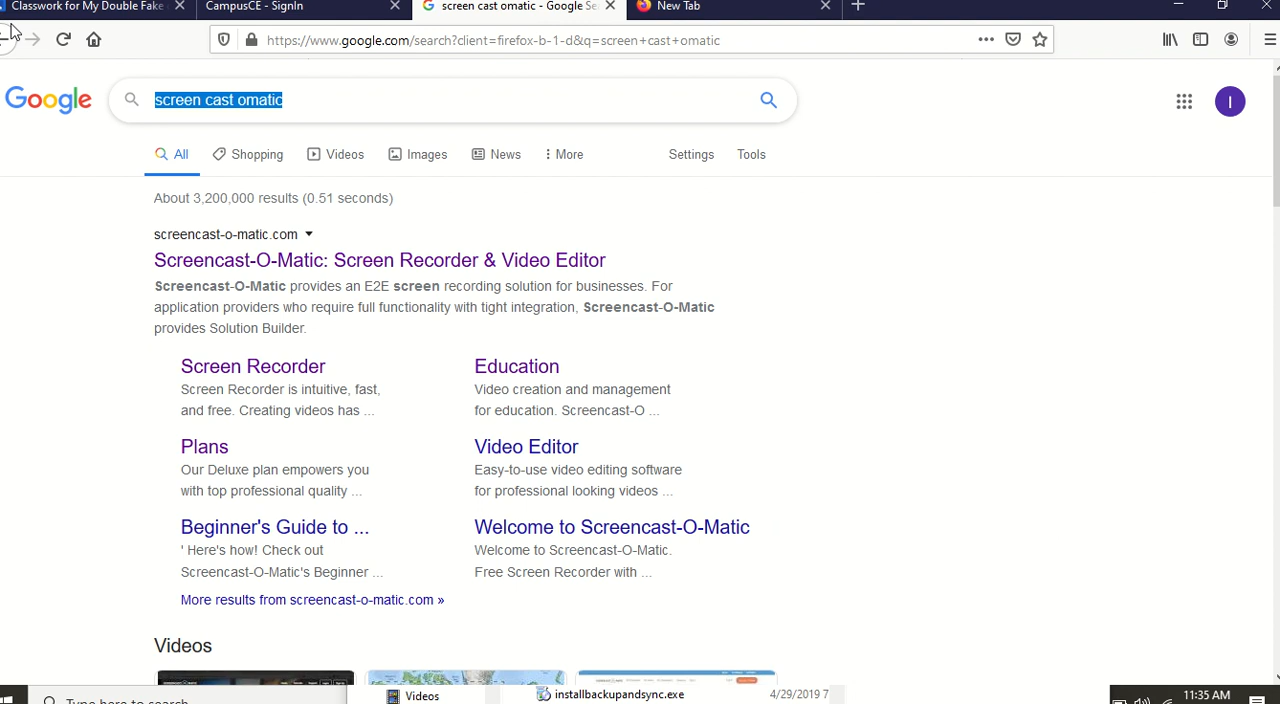 Classwork for My Double Fake
CampusCE - SignIn
screen cast omatic - Google Se
New Tab
https://www.google.com/search?client=firefox-b-1-d&q=screen+cast+omatic
Google
screen cast omatic
I
All
Shopping
Videos
Images
News
More
Settings
Tools
About 3,200,000 results (0.51 seconds)
screencast-o-matic.com
Screencast-O-Matic: Screen Recorder & Video Editor
Screencast-O-Matic provides an E2E screen recording solution for businesses. For
application providers who require full functionality with tight integration, Screencast-O-Matic
provides Solution Builder.
Screen Recorder
Screen Recorder is intuitive, fast,
and free. Creating videos has ...
Education
Video creation and management
for education. Screencast-O ...
Plans
Our Deluxe plan empowers you
with top professional quality ...
Video Editor
Easy-to-use video editing software
for professional looking videos ...
Beginner's Guide to ...
' Here's how! Check out
Screencast-O-Matic's Beginner ...
Welcome to Screencast-O-Matic
Welcome to Screencast-O-Matic.
Free Screen Recorder with ...
More results from screencast-o-matic.com »
Videos
Type here to search
Videos
installbackupandsync.exe
4/29/2019 7
11:35 AM